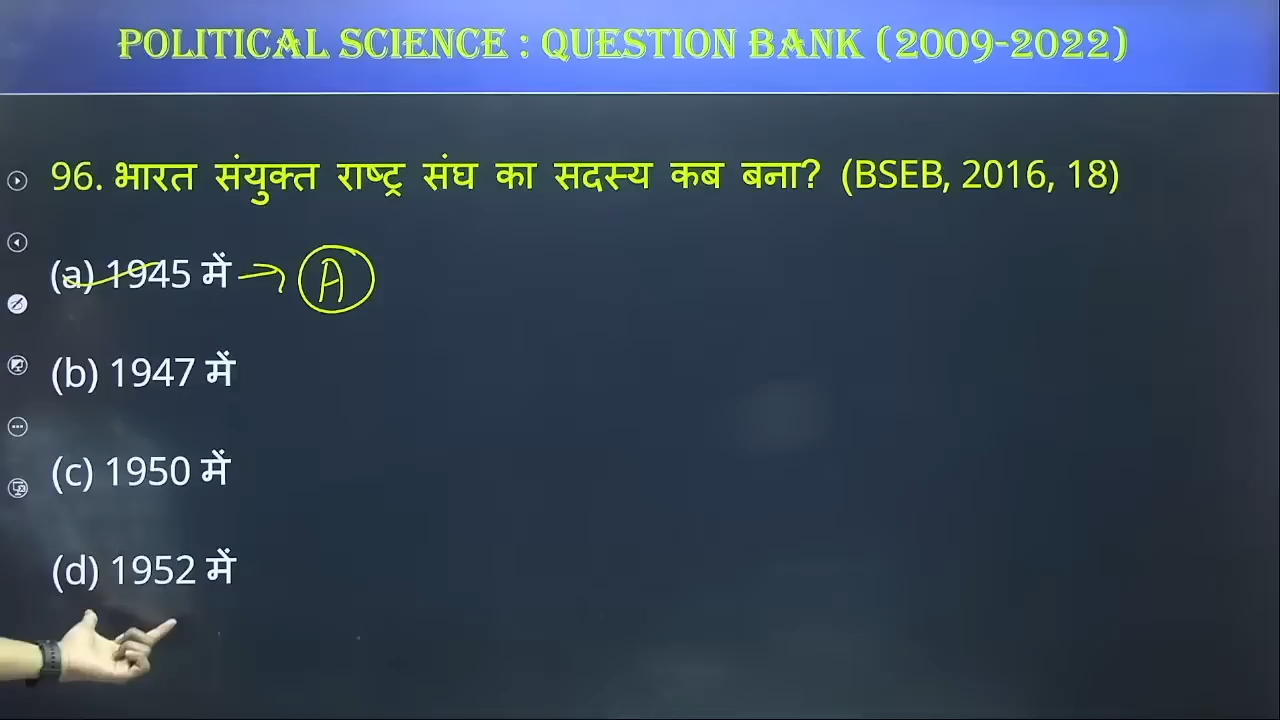 POLITICAL SCIENCE : QUESTION BANK (2009-2022)
96. भारत संयुक्त राष्ट्र संघ का सदस्य कब बना? (BSEB, 2016, 18)
(a) 1945 में → A
(b) 1947 में
(c) 1950 में
(d) 1952 में